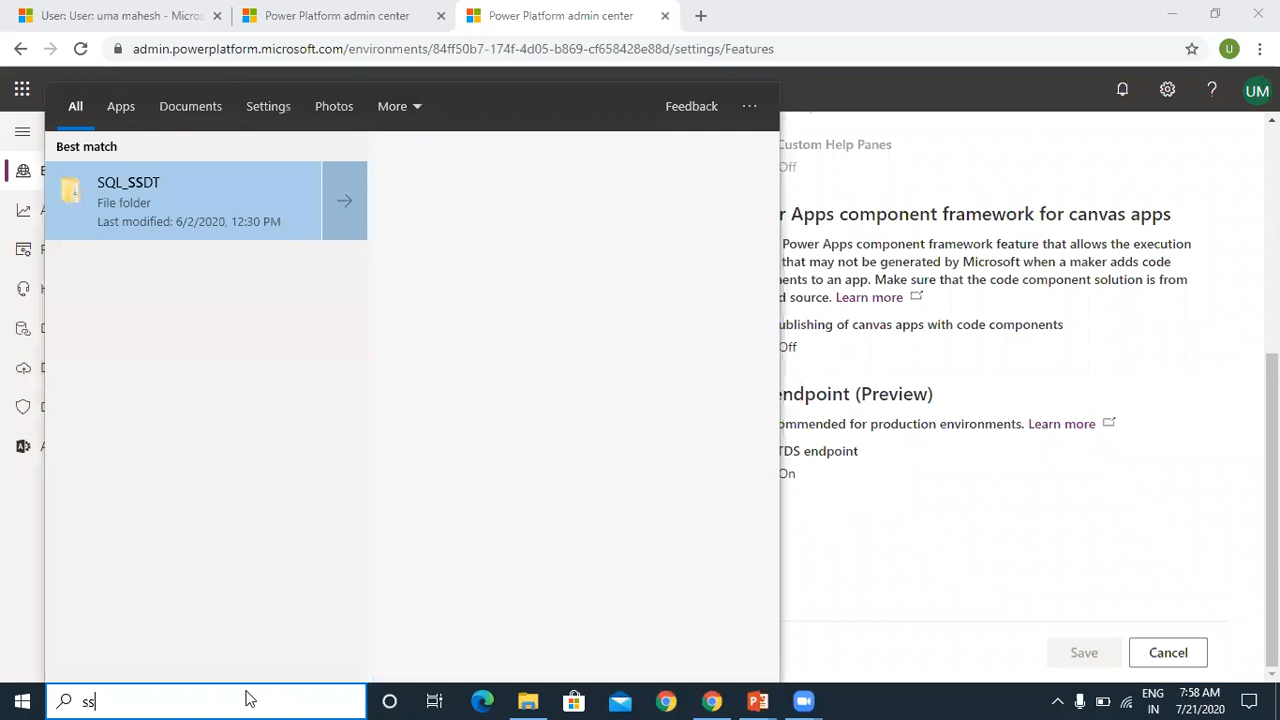 User: User: uma mahesh - Micros
Power Platform admin center
Power Platform admin center
admin.powerplatform.microsoft.com/environments/84ff50b7-174f-4d05-b869-cf658428e88d/settings/Features
U
All Apps Documents Settings Photos More Feedback ...
UM
Best match
SQL_SSDT
File folder
Last modified: 6/2/2020, 12:30 PM
Custom Help Panes
Off
r Apps component framework for canvas apps
Power Apps component framework feature that allows the execution
that may not be generated by Microsoft when a maker adds code
nents to an app. Make sure that the code component solution is from
d source. Learn more
ublishing of canvas apps with code components
Off
endpoint (Preview)
ommended for production environments. Learn more
TDS endpoint
On
Save Cancel
ss
ENG
IN
7:58 AM
7/21/2020